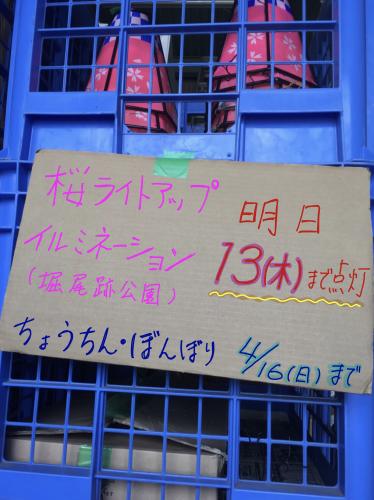 桜ライトアップ
イルミネーション
(堀尾跡公園)
明日
13(木)まで点灯
ちょうちん・ぼんぼり 4/16(日)まで